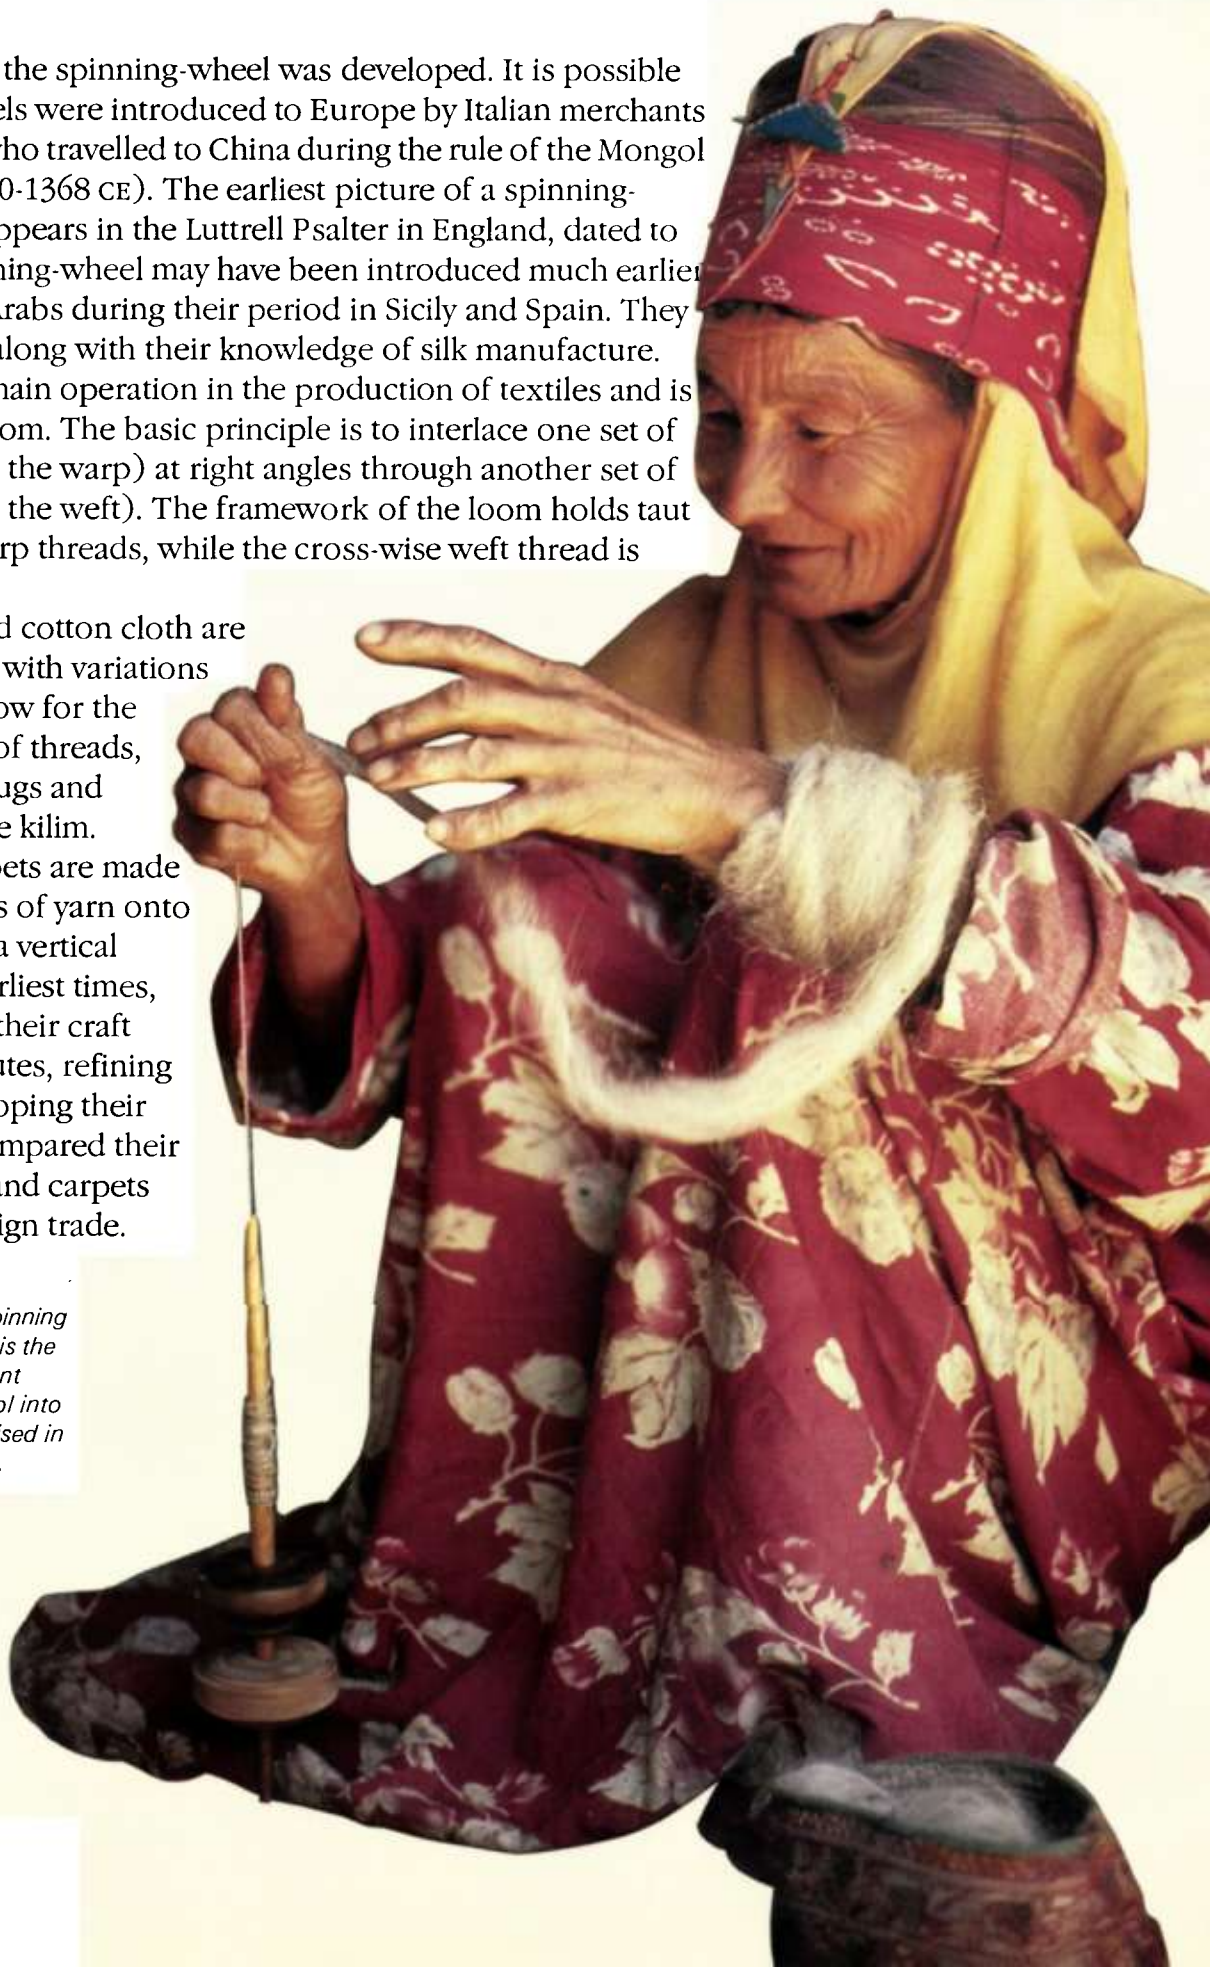 the spinning-wheel was developed. It is possible
els were introduced to Europe by Italian merchants
ho travelled to China during the rule of the Mongol
0-1368 CE). The earliest picture of a spinning-
ppears in the Luttrell Psalter in England, dated to
ning-wheel may have been introduced much earlier
rabs during their period in Sicily and Spain. They
along with their knowledge of silk manufacture.
nain operation in the production of textiles and is
om. The basic principle is to interlace one set of
the warp) at right angles through another set of
the weft). The framework of the loom holds taut
rp threads, while the cross-wise weft thread is
d cotton cloth are
with variations
ow for the
of threads,
ugs and
e kilim.
pets are made
s of yarn onto
a vertical
rliest times,
their craft
utes, refining
oping their
mpared their
and carpets
ign trade.
pinning
is the
nt
ol into
sed in